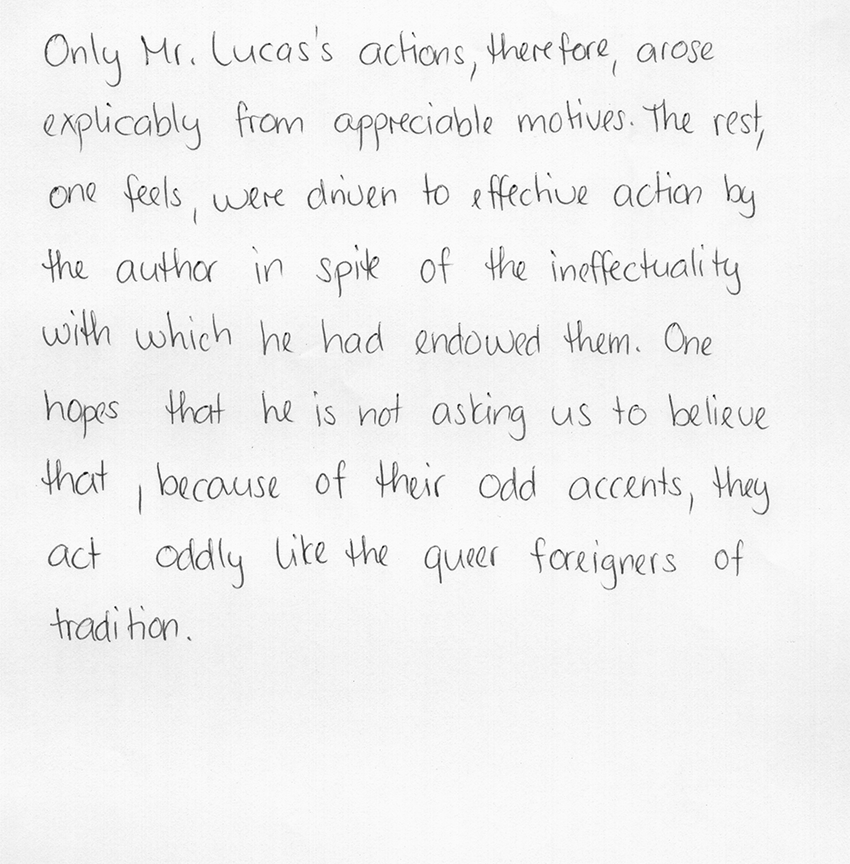 Only Mr. Lucas's actions, therefore, arose
explicably from appreciable motives. The rest,
one feels, were driven to effective action by
the author in spite of the ineffectuality
with which he had endowed them. One
hopes that he is not asking us to believe
that, because of their odd accents, they
act oddly like the queer foreigners of
tradition.